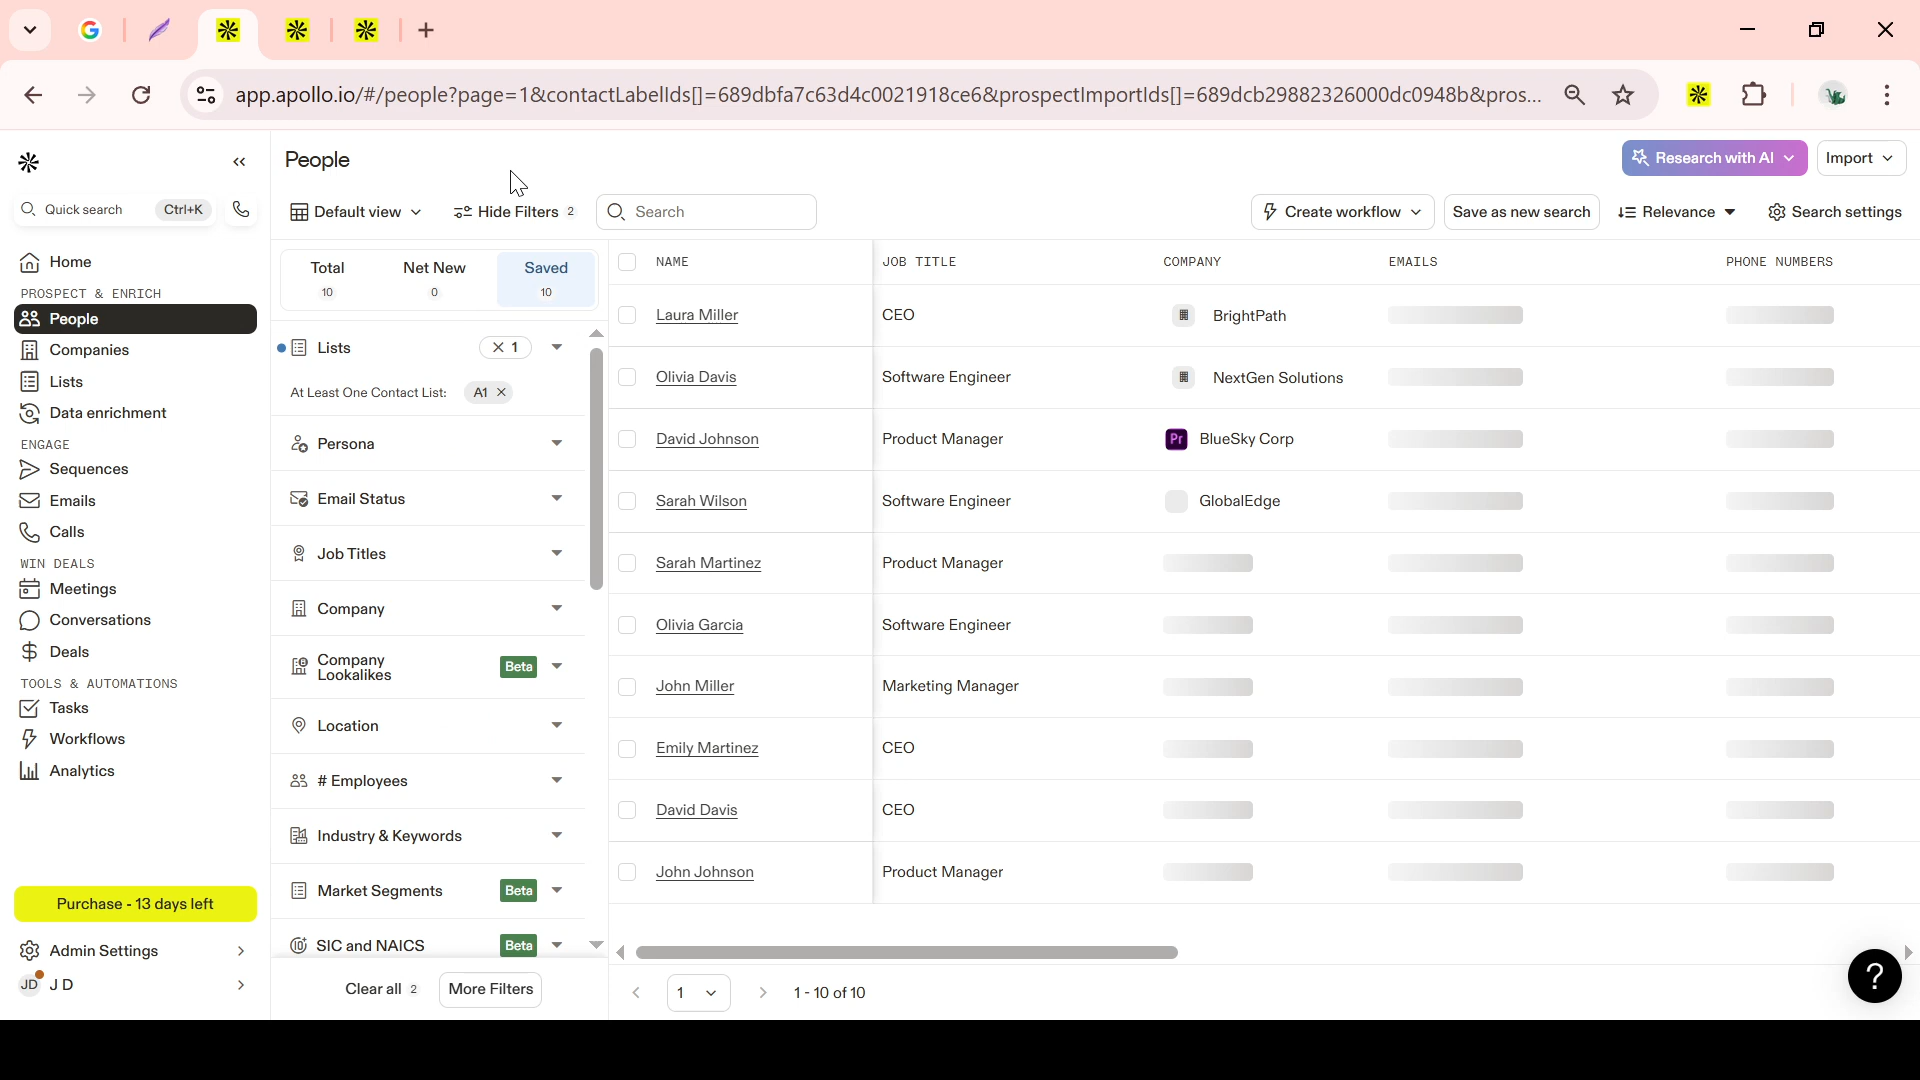 app.apollo.io/#/people?page=1&contactLabelIds[]=689dbfa7c63d4c0021918ce6&prospectImportIds[]=689dcb29882326000dc0948b&pros...
People
Research with AI
Import
Quick search
Ctrl+K
Default view
Hide Filters 2
Search
Create workflow
Save as new search
Relevance
Search settings
Home
PROSPECT & ENRICH
People
Companies
Lists
Data enrichment
ENGAGE
Sequences
Emails
Calls
WIN DEALS
Meetings
Conversations
Deals
TOOLS & AUTOMATIONS
Tasks
Workflows
Analytics
Purchase - 13 days left
Admin Settings
JD J D
Total Net New Saved
10 0 10
Lists 1
At Least One Contact List: A1
Persona
Email Status
Job Titles
Company
Company Lookalikes Beta
Location
# Employees
Industry & Keywords
Market Segments Beta
SIC and NAICS Beta
Clear all 2 More Filters
NAME JOB TITLE COMPANY EMAILS PHONE NUMBERS
Laura Miller CEO BrightPath
Olivia Davis Software Engineer NextGen Solutions
David Johnson Product Manager Pr BlueSky Corp
Sarah Wilson Software Engineer GlobalEdge
Sarah Martinez Product Manager
Olivia Garcia Software Engineer
John Miller Marketing Manager
Emily Martinez CEO
David Davis CEO
John Johnson Product Manager
1 1 - 10 of 10
?